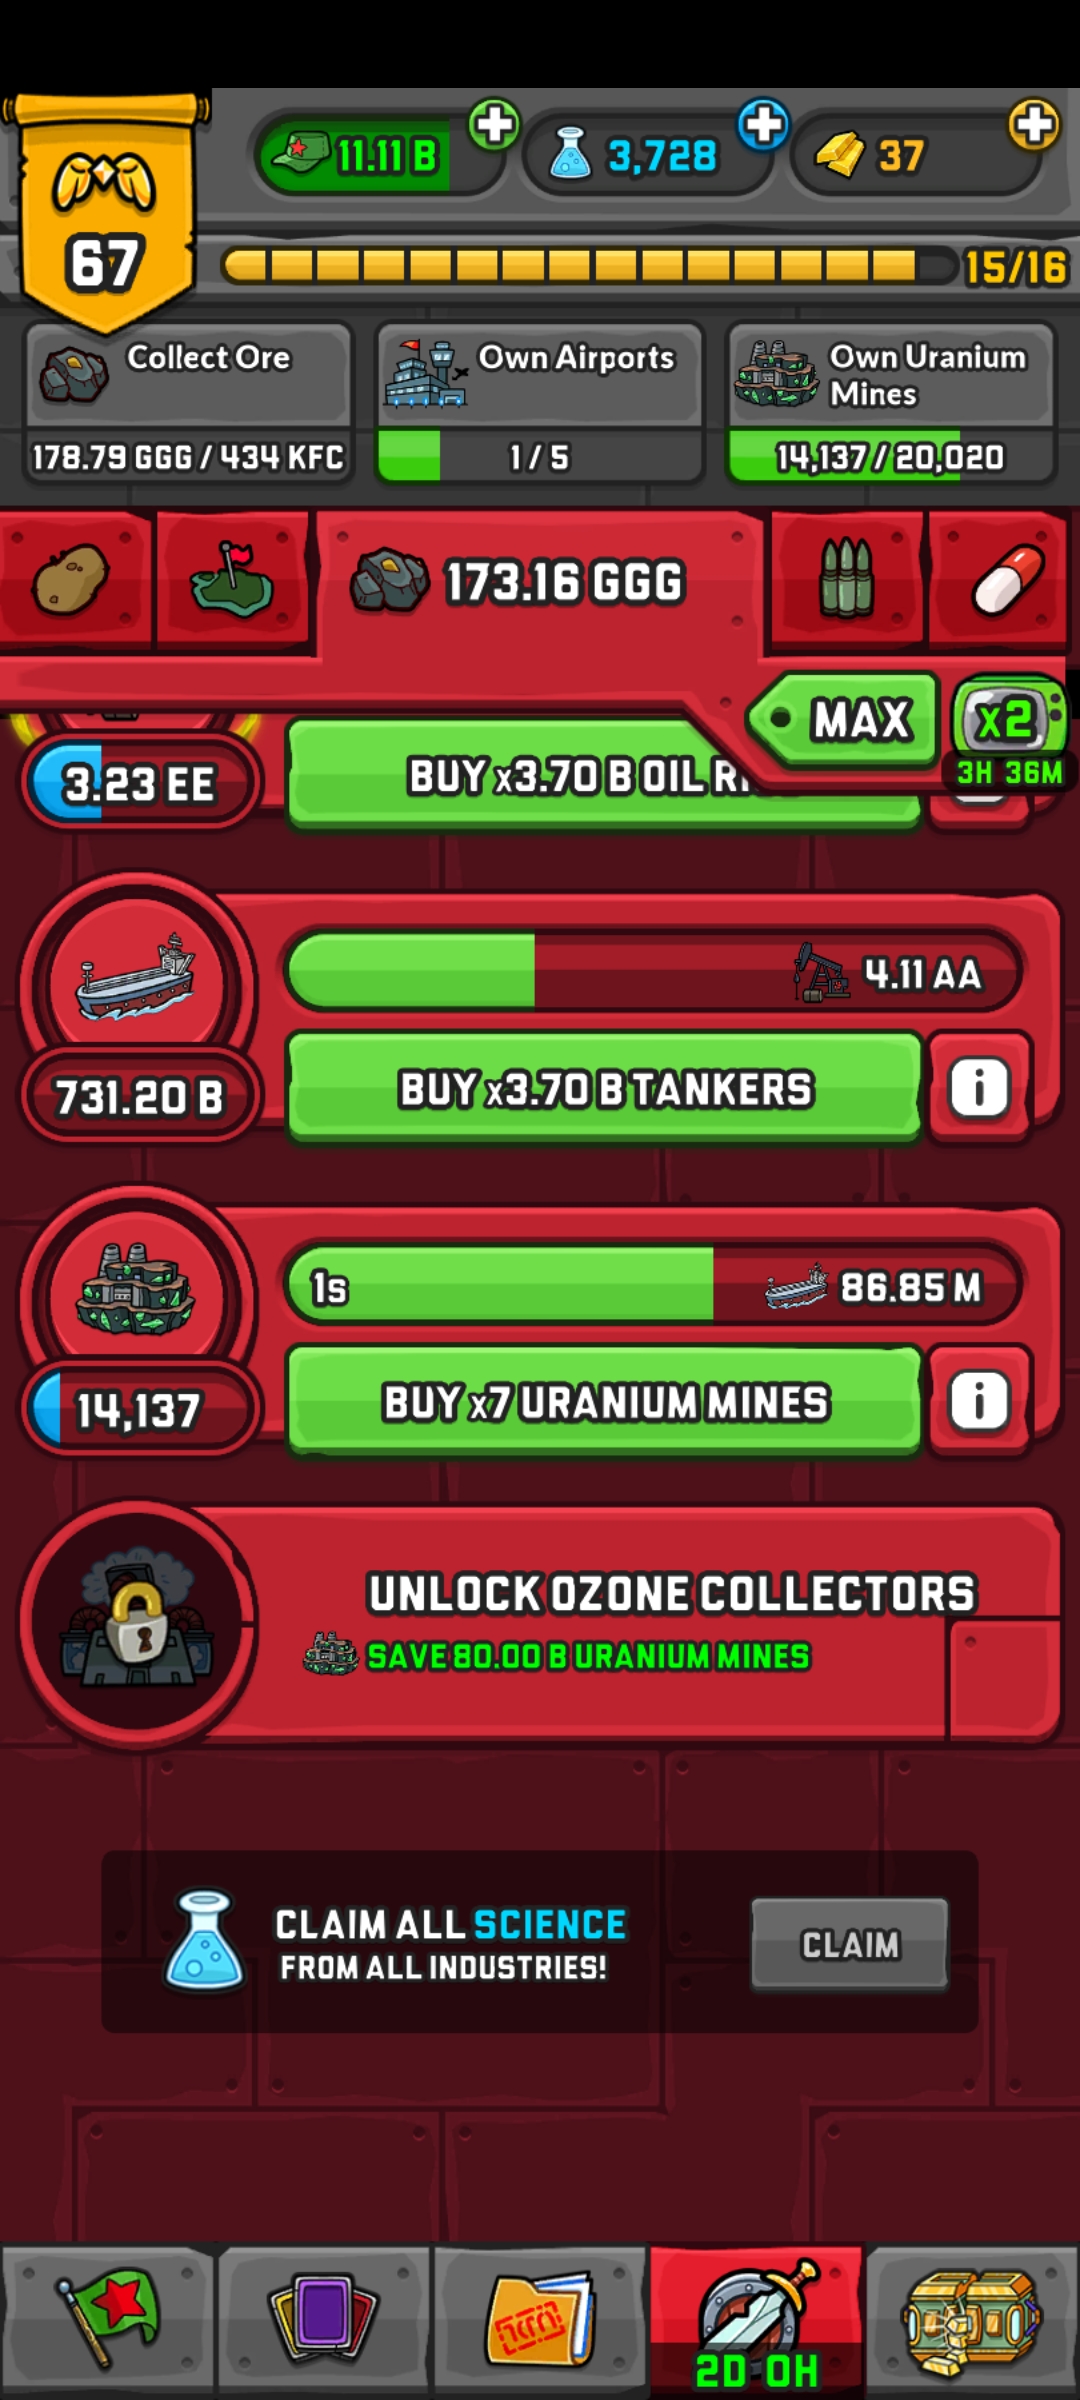 11.11 B
3,728
37
67
15/16
Collect Ore
178.79 GGG / 434 KFC
Own Airports
1 / 5
Own Uranium
Mines
14,137 / 20,020
173.16 GGG
MAX
x2
3H 36M
3.23 EE
BUY x3.70 B OIL
4.11 AA
731.20 B
BUY x3.70 B TANKERS
1s
86.85 M
14,137
BUY x7 URANIUM MINES
UNLOCK OZONE COLLECTORS
SAVE 80.00 B URANIUM MINES
CLAIM ALL SCIENCE
FROM ALL INDUSTRIES!
CLAIM
2D 0H